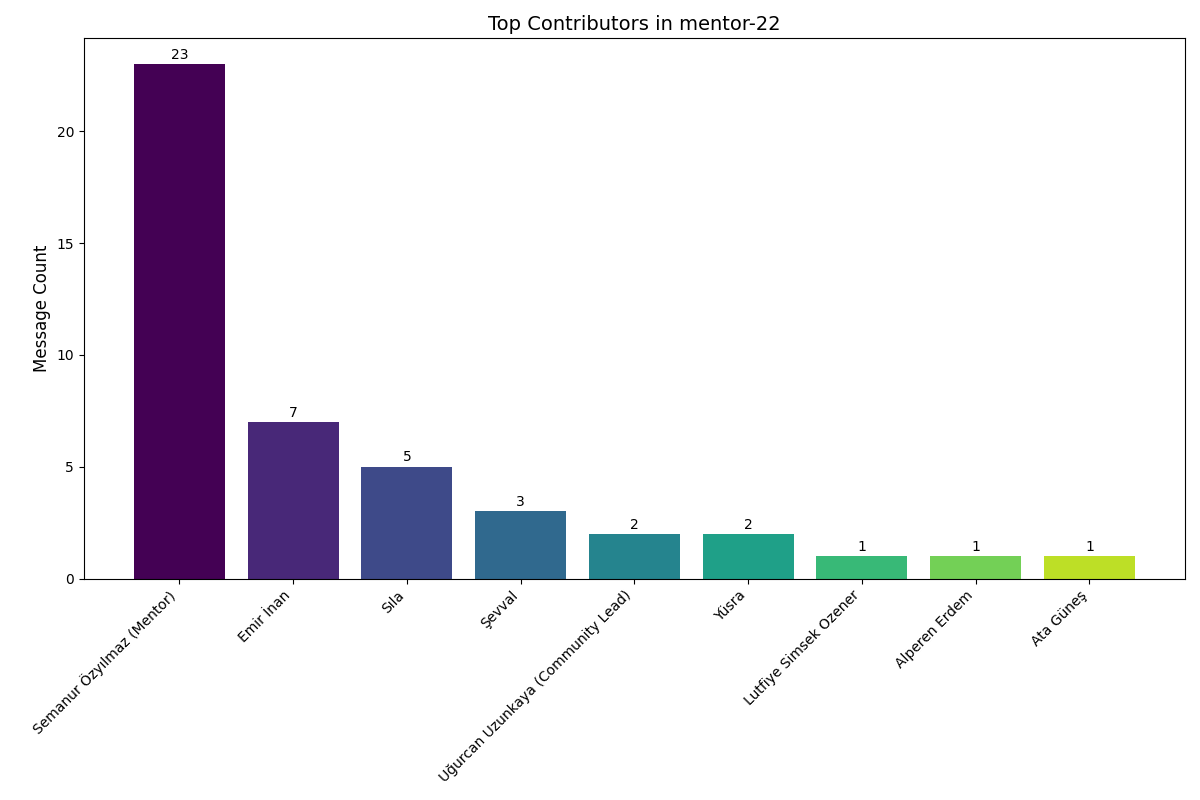 Top Contributors in mentor-22
Message Count
20
15
10
5
0
23
7
5
3
2
2
1
1
1
Semanur Özyılmaz (Mentor)
Emir İnan
Sıla
Şevval
Uğurcan Uzunkaya (Community Lead)
Yüsra
Lutfiye Simsek Ozener
Alperen Erdem
Ata Güneş